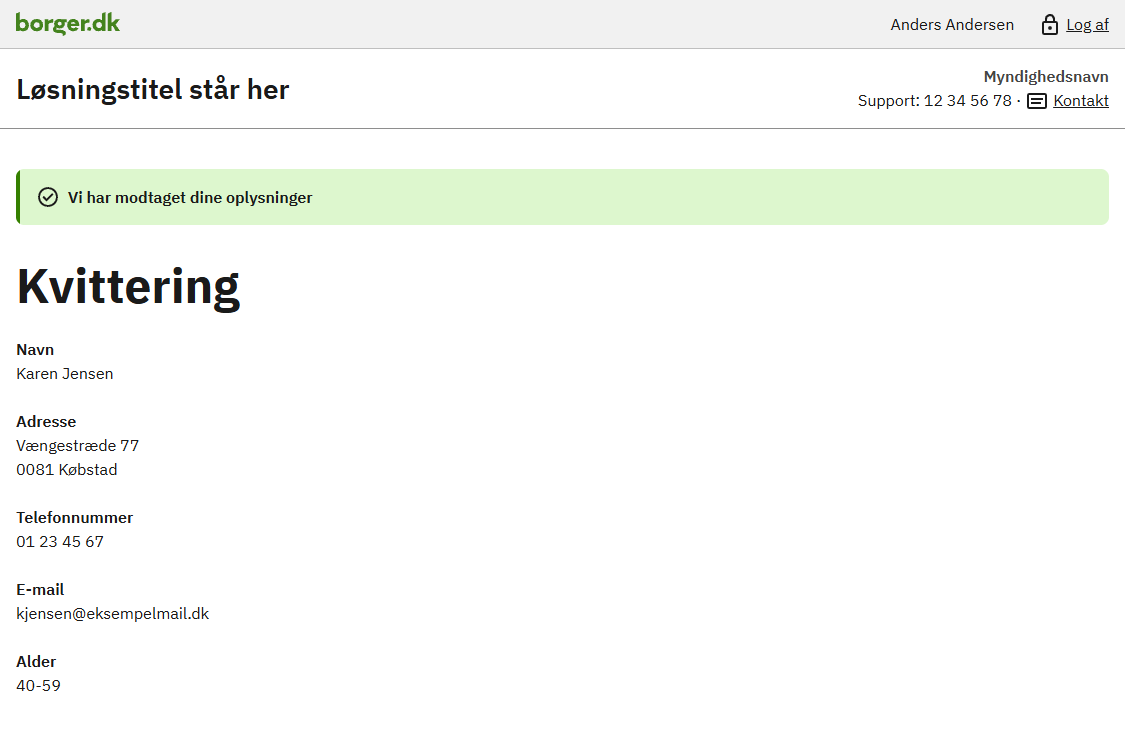 borger.dk
Anders Andersen
Log af
Løsningstitel står her
Myndighedsnavn
Support: 12 34 56 78 · Kontakt
Vi har modtaget dine oplysninger
Kvittering
Navn
Karen Jensen
Adresse
Vængestræde 77
0081 Købstad
Telefonnummer
01 23 45 67
E-mail
kjensen@eksempelmail.dk
Alder
40-59